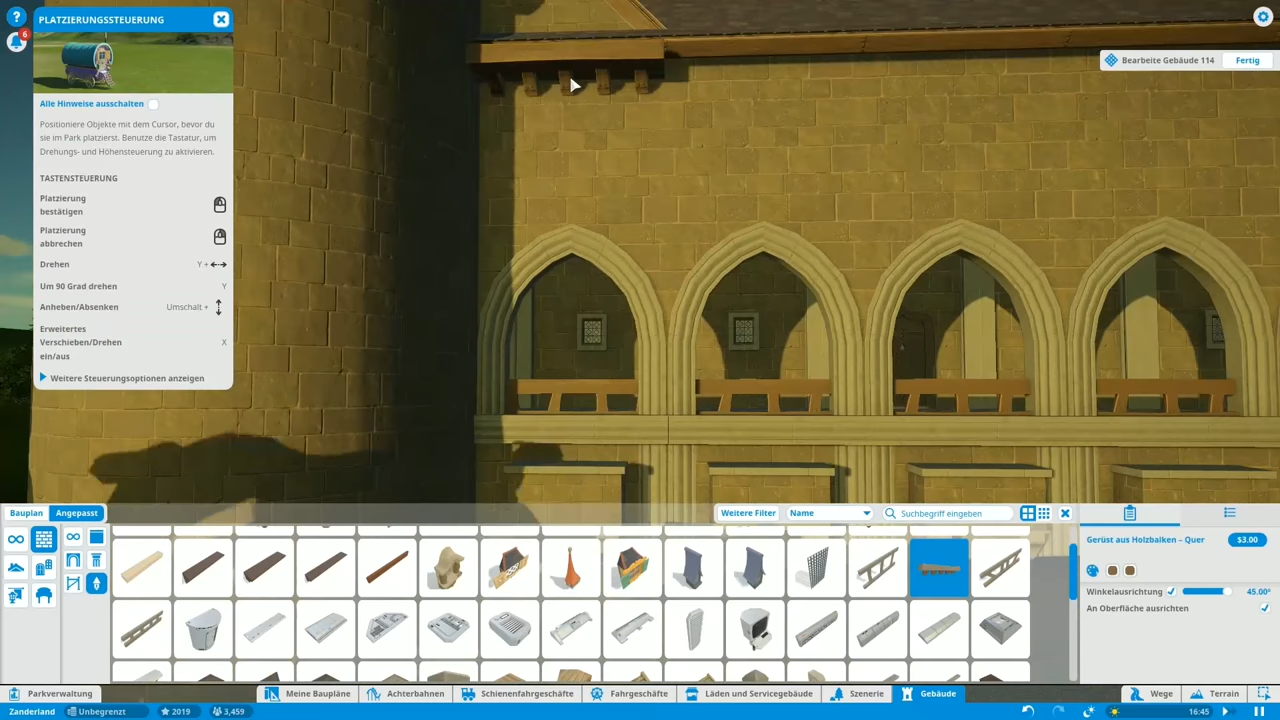 ?
PLATZIERUNGSSTEUERUNG
6
Alle Hinweise ausschalten
Positioniere Objekte mit dem Cursor, bevor du
sie im Park platzierst. Benutze die Tastatur, um
Drehungs- und Höhensteuerung zu aktivieren.
TASTENSTEUERUNG
Platzierung
bestätigen
Platzierung
abbrechen
Drehen Y +
Um 90 Grad drehen Y
Anheben/Absenken Umschalt +
Erweitertes
Verschieben/Drehen X
ein/aus
Weitere Steuerungsoptionen anzeigen
Bearbeite Gebäude 114 Fertig
Bauplan Angepasst Weitere Filter Name Suchbegriff eingeben
Gerüst aus Holzbalken – Quer $3.00
Winkelausrichtung 45.00°
An Oberfläche ausrichten
Parkverwaltung Meine Baupläne Achterbahnen Schienenfahrgeschäfte Fahrgeschäfte Läden und Servicegebäude Szenerie Gebäude Wege Terrain
Zanderland Unbegrenzt 2019 3,459 16:45